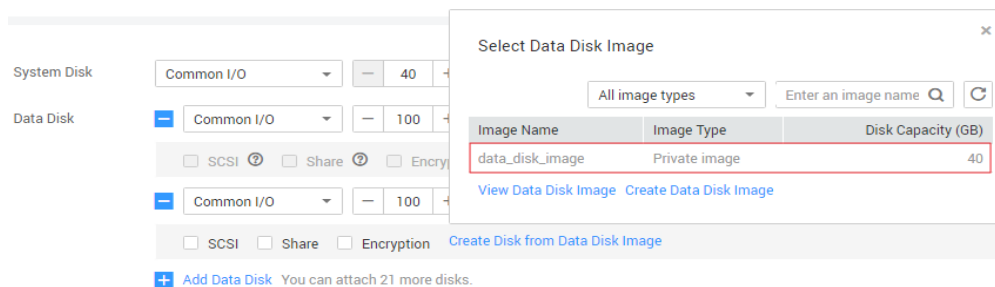 Select Data Disk Image
×
System Disk Common I/O − 40 +
All image types Enter an image name
Data Disk − Common I/O − 100 +
Image Name Image Type Disk Capacity (GB)
SCSI ? Share ? Encry
data_disk_image Private image 40
View Data Disk Image Create Data Disk Image
− Common I/O − 100 +
SCSI Share Encryption Create Disk from Data Disk Image
+ Add Data Disk You can attach 21 more disks.